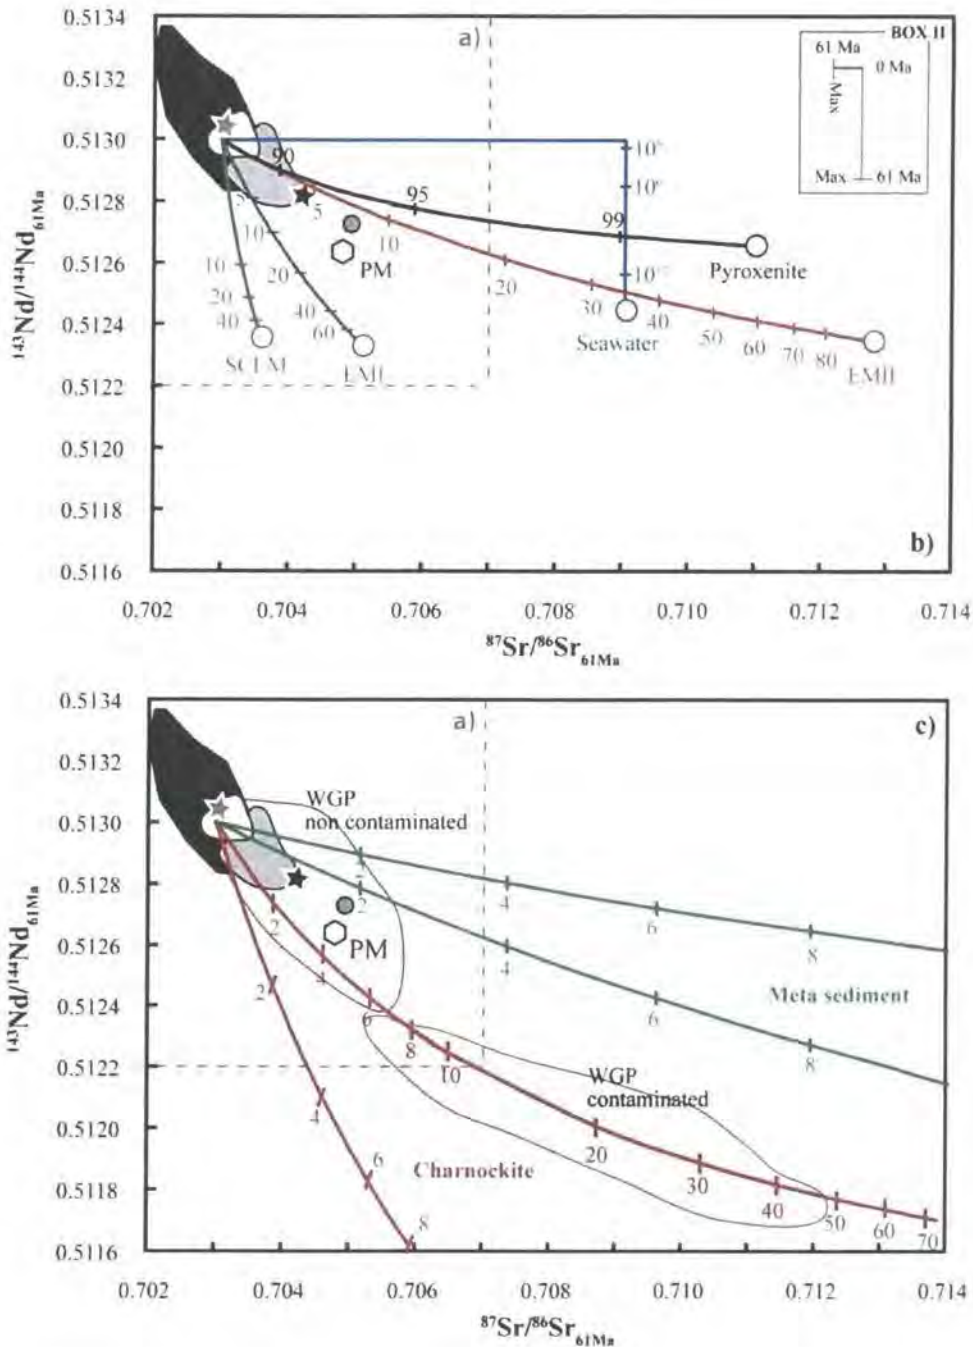 0.5134
0.5132
0.5130
0.5128
0.5126
0.5124
0.5122
0.5120
0.5118
0.5116
143Nd/144Nd61Ma
a)
BOX II
61 Ma
0 Ma
Max
Max
61 Ma
90
95
99
5
5
10
10
10
20
20
20
30
40
40
40
50
60
60
70
80
PM
Pyroxenite
Seawater
SCLM
EMI
EMII
b)
0.702
0.704
0.706
0.708
0.710
0.712
0.714
87Sr/86Sr61Ma
0.5134
0.5132
0.5130
0.5128
0.5126
0.5124
0.5122
0.5120
0.5118
0.5116
143Nd/144Nd61Ma
a)
c)
WGP
non contaminated
2
2
4
6
8
PM
2
4
6
8
Meta sediment
2
4
6
8
10
WGP
contaminated
20
30
40
50
60
70
Charnockite
4
6
8
0.702
0.704
0.706
0.708
0.710
0.712
0.714
87Sr/86Sr61Ma